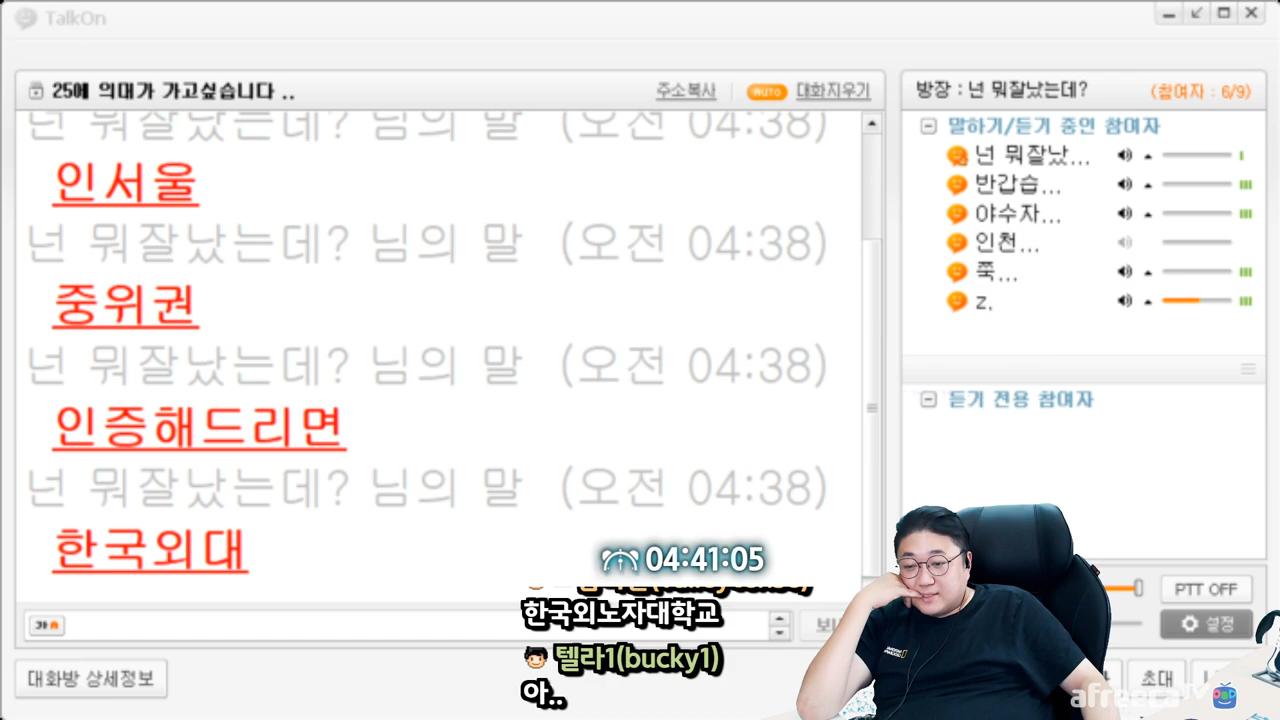 TalkOn
25에 의대가 가고싶습니다 ..
주소복사
AUTO
대화지우기
넌 뭐잘났는데? 님의 말 (오전 04:38)
인서울
넌 뭐잘났는데? 님의 말 (오전 04:38)
중위권
넌 뭐잘났는데? 님의 말 (오전 04:38)
인증해드리면
넌 뭐잘났는데? 님의 말 (오전 04:38)
한국외대
가
대화방 상세정보
04:41:05
한국외노자대학교
텔라1(bucky1)
아..
방장 : 넌 뭐잘났는데?
(참여자 : 6/9)
말하기/듣기 중인 참여자
넌 뭐잘났...
반갑습...
야수자...
인천...
쭉...
z.
듣기 전용 참여자
PTT OFF
설정
초대
afreecaTV